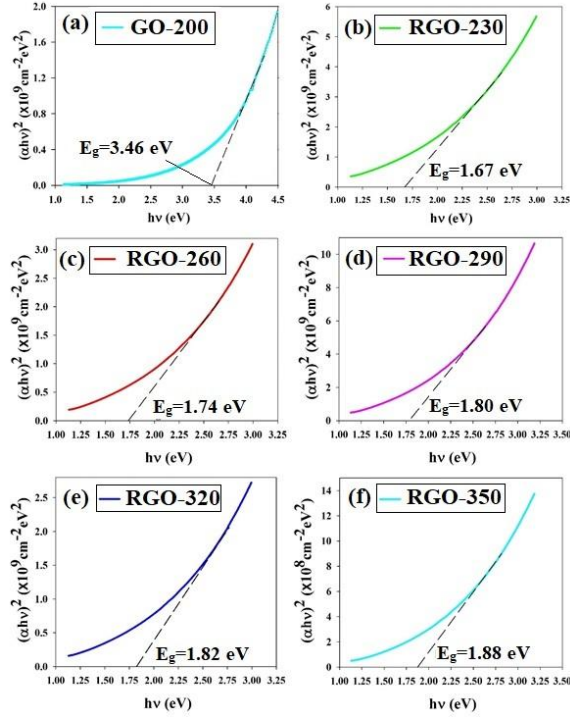 (a) GO-200
(αhν)² (x10⁹cm⁻²eV²)
2.0
1.6
1.2
0.8
0.4
0.0
E_g=3.46 eV
1.0 1.5 2.0 2.5 3.0 3.5 4.0 4.5
hν (eV)
(b) RGO-230
(αhν)² (x10⁹cm⁻²eV²)
6
5
4
3
2
1
0
E_g=1.67 eV
1.00 1.25 1.50 1.75 2.00 2.25 2.50 2.75 3.00
hν (eV)
(c) RGO-260
(αhν)² (x10⁹cm⁻²eV²)
3.0
2.5
2.0
1.5
1.0
0.5
0.0
E_g=1.74 eV
1.00 1.25 1.50 1.75 2.00 2.25 2.50 2.75 3.00 3.25
hν (eV)
(d) RGO-290
(αhν)² (x10⁹cm⁻²eV²)
10
8
6
4
2
0
E_g=1.80 eV
1.00 1.25 1.50 1.75 2.00 2.25 2.50 2.75 3.00 3.25
hν (eV)
(e) RGO-320
(αhν)² (x10⁹cm⁻²eV²)
2.5
2.0
1.5
1.0
0.5
0.0
E_g=1.82 eV
1.00 1.25 1.50 1.75 2.00 2.25 2.50 2.75 3.00 3.25
hν (eV)
(f) RGO-350
(αhν)² (x10⁸cm⁻²eV²)
14
12
10
8
6
4
2
0
E_g=1.88 eV
1.00 1.25 1.50 1.75 2.00 2.25 2.50 2.75 3.00 3.25 3.50
hν (eV)